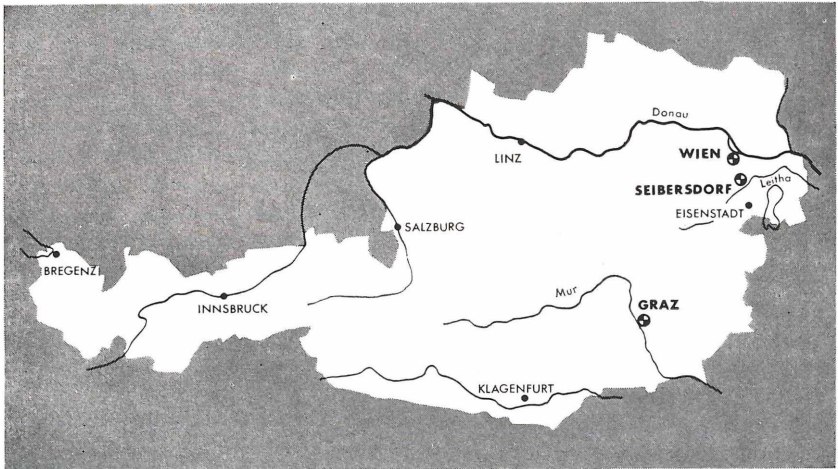 Donau
LINZ
WIEN
SEIBERSDORF
Leitha
EISENSTADT
SALZBURG
BREGENZ
INNSBRUCK
Mur
GRAZ
KLAGENFURT